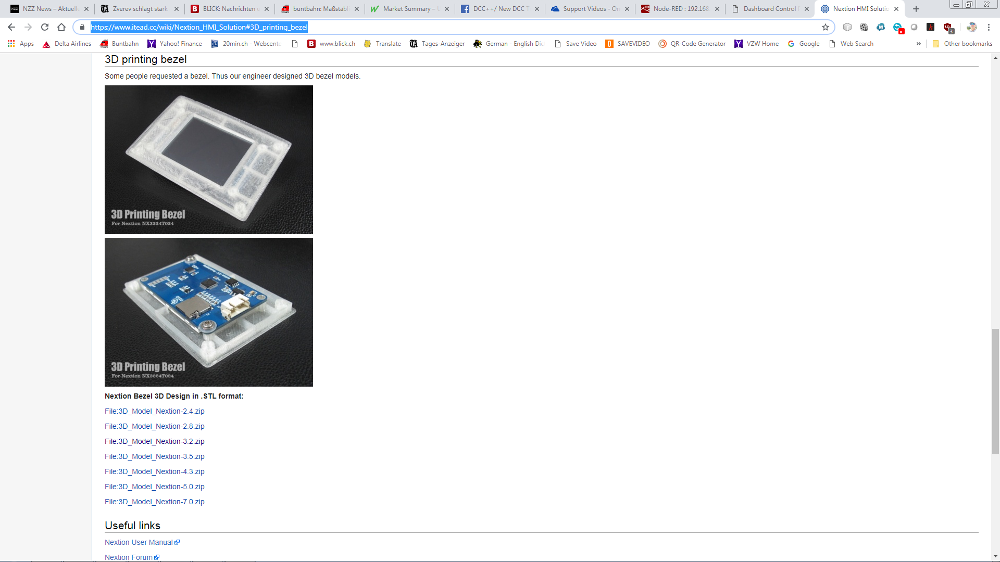 NZZ News – Aktuelle
Zverev schlägt stark
BLICK: Nachrichten u
buntbahn: Maßstäbl
Market Summary –
DCC++/ New DCC T
Support Videos - On
Node-RED : 192.168.
Dashboard Control P
Nextion HMI Solutio
https://www.itead.cc/wiki/Nextion_HMI_Solution#3D_printing_bezel
Apps
Delta Airlines
Buntbahn
Yahoo! Finance
20min.ch - Webcente
www.blick.ch
Translate
Tages-Anzeiger
German - English Dic
Save Video
SAVEVIDEO
QR-Code Generator
VZW Home
Google
Web Search
»
Other bookmarks
3D printing bezel
Some people requested a bezel. Thus our engineer designed 3D bezel models.
3D Printing Bezel
For Nextion NX3224T024
3D Printing Bezel
For Nextion NX3224T024
Nextion Bezel 3D Design in .STL format:
File:3D_Model_Nextion-2.4.zip
File:3D_Model_Nextion-2.8.zip
File:3D_Model_Nextion-3.2.zip
File:3D_Model_Nextion-3.5.zip
File:3D_Model_Nextion-4.3.zip
File:3D_Model_Nextion-5.0.zip
File:3D_Model_Nextion-7.0.zip
Useful links
Nextion User Manual
Nextion Forum